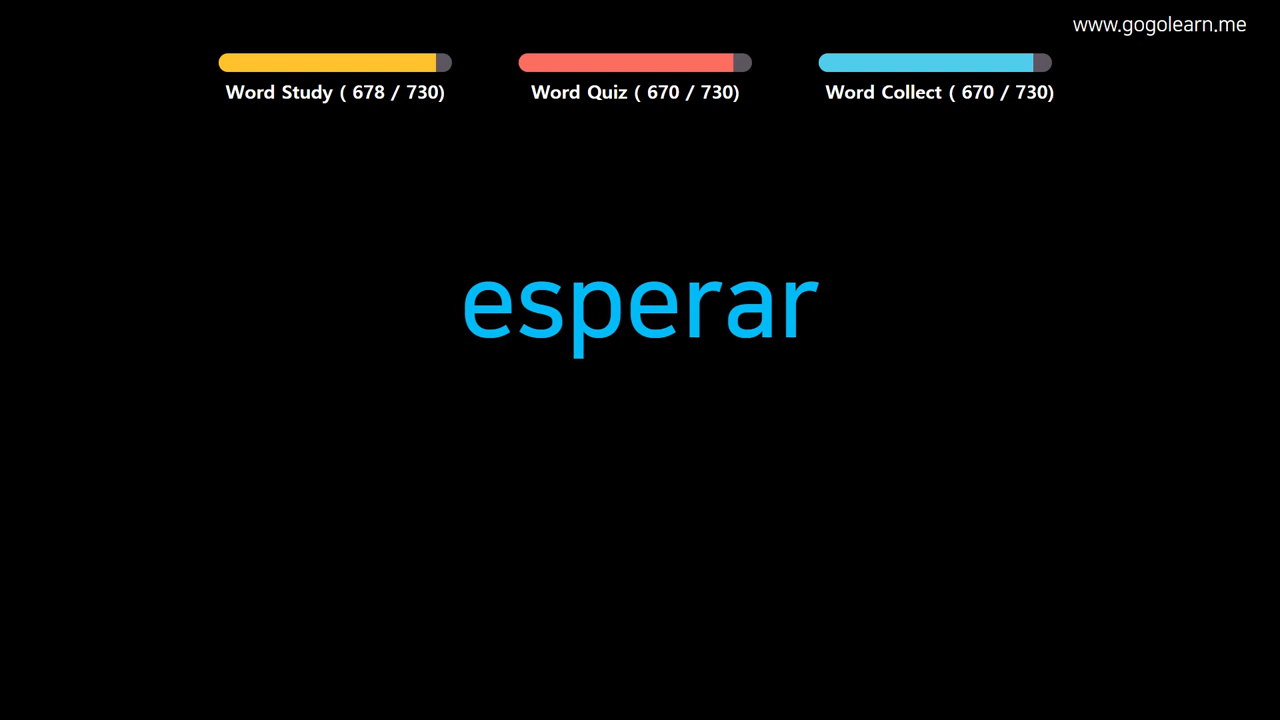 www.gogolearn.me
Word Study ( 678 / 730)
Word Quiz ( 670 / 730)
Word Collect ( 670 / 730)
esperar